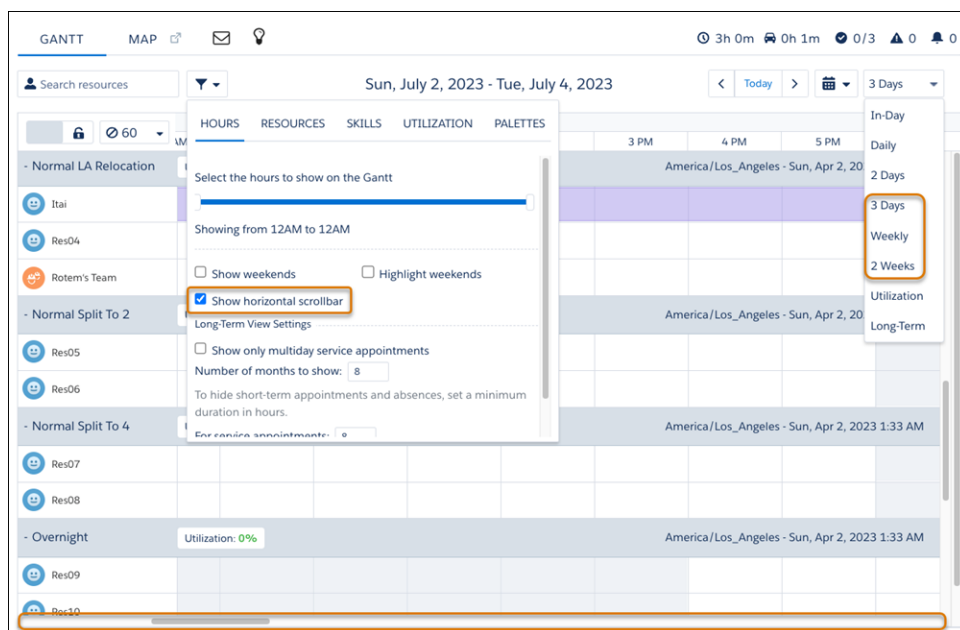 GANTT MAP 3h 0m 0h 1m 0/3 0 0
Search resources Sun, July 2, 2023 - Tue, July 4, 2023 Today 3 Days
HOURS RESOURCES SKILLS UTILIZATION PALETTES
In-Day
Daily
2 Days
3 Days
Weekly
2 Weeks
Utilization
Long-Term
60 3 PM 4 PM 5 PM
Select the hours to show on the Gantt
Showing from 12AM to 12AM
Show weekends Highlight weekends
Show horizontal scrollbar
Long-Term View Settings
Show only multiday service appointments
Number of months to show: 8
To hide short-term appointments and absences, set a minimum
duration in hours.
For service appointments: 8
- Normal LA Relocation America/Los_Angeles - Sun, Apr 2, 20
Itai
Res04
Rotem's Team
- Normal Split To 2 America/Los_Angeles - Sun, Apr 2, 20
Res05
Res06
- Normal Split To 4 America/Los_Angeles - Sun, Apr 2, 2023 1:33 AM
Res07
Res08
- Overnight Utilization: 0% America/Los_Angeles - Sun, Apr 2, 2023 1:33 AM
Res09
Res10